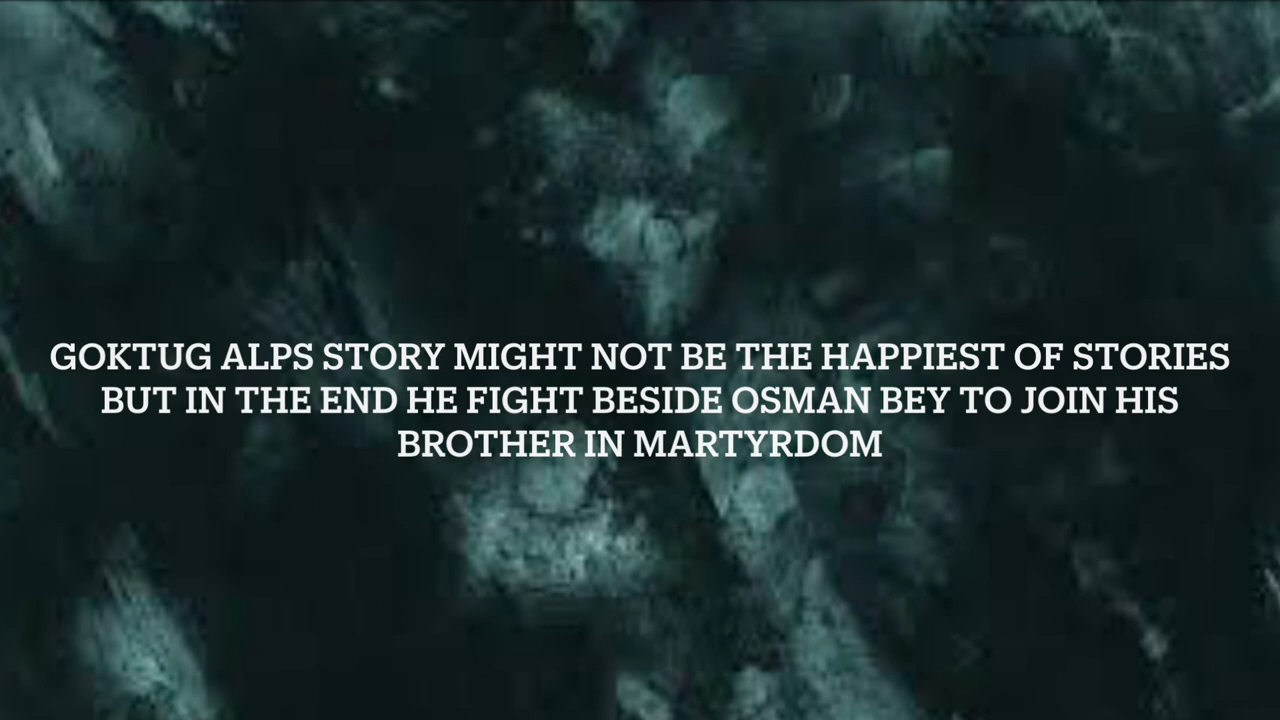 GOKTUG ALPS STORY MIGHT NOT BE THE HAPPIEST OF STORIES
BUT IN THE END HE FIGHT BESIDE OSMAN BEY TO JOIN HIS
BROTHER IN MARTYRDOM